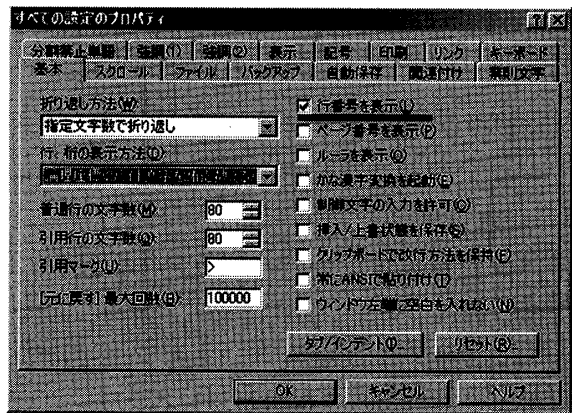 すべての設定のプロパティ
分割禁止単語 強調(1) 強調(2) 表示 記号 印刷 リンク キーボード
基本 スクロール ファイル バックアップ 自動保存 関連付け 禁則文字
折り返し方法(W):
指定文字数で折り返し
行、桁の表示方法(D):
普通行の文字数(M): 80
引用行の文字数(Q): 80
引用マーク(U): >
[元に戻す] 最大回数(B): 100000
行番号を表示(L)
ページ番号を表示(P)
ルーラを表示(O)
かな漢字変換を起動(E)
制御文字の入力を許可(C)
挿入/上書状態を保存(S)
クリップボードで改行方法を保持(F)
常にANSIで貼り付け(T)
ウィンドウ左端に空白を入れない(N)
タブ/インデント(I)... リセット(R)...
OK キャンセル ヘルプ